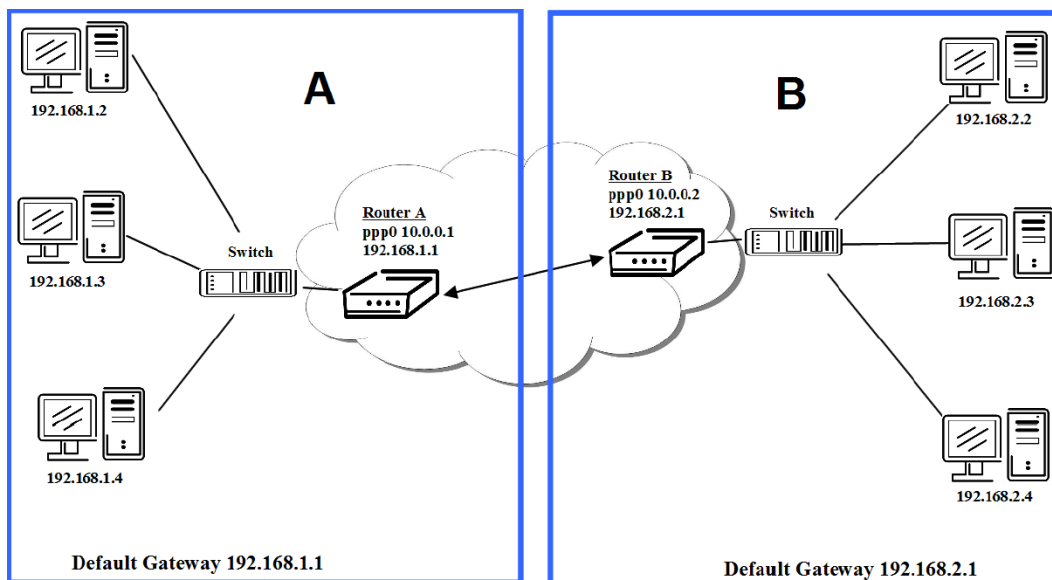 A
192.168.1.2
192.168.1.3
192.168.1.4
Switch
Router A
ppp0 10.0.0.1
192.168.1.1
Default Gateway 192.168.1.1
B
Router B
ppp0 10.0.0.2
192.168.2.1
Switch
192.168.2.2
192.168.2.3
192.168.2.4
Default Gateway 192.168.2.1